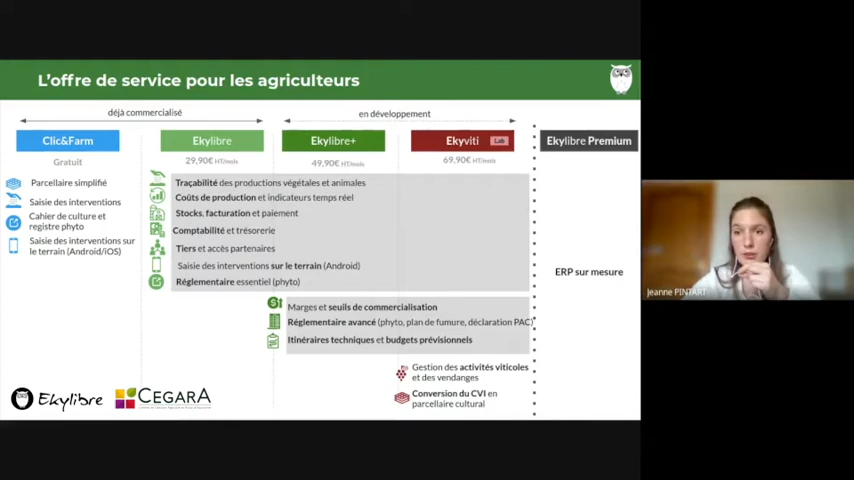 L'offre de service pour les agriculteurs
déjà commercialisé
en développement
Clic&Farm
Ekylibre
Ekylibre+
Ekyviti Lab
Ekylibre Premium
Gratuit
29,90€ HT/mois
49,90€ HT/mois
69,90€ HT/mois
Parcellaire simplifié
Saisie des interventions
Cahier de culture et
registre phyto
Saisie des interventions sur
le terrain (Android/iOS)
Traçabilité des productions végétales et animales
Coûts de production et indicateurs temps réel
Stocks, facturation et paiement
Comptabilité et trésorerie
Tiers et accès partenaires
Saisie des interventions sur le terrain (Android)
Réglementaire essentiel (phyto)
Marges et seuils de commercialisation
Réglementaire avancé (phyto, plan de fumure, déclaration PAC)
Itinéraires techniques et budgets prévisionnels
Gestion des activités viticoles
et des vendanges
Conversion du CVI en
parcellaire cultural
ERP sur mesure
Ekylibre
CEGARA
Jeanne PINTART